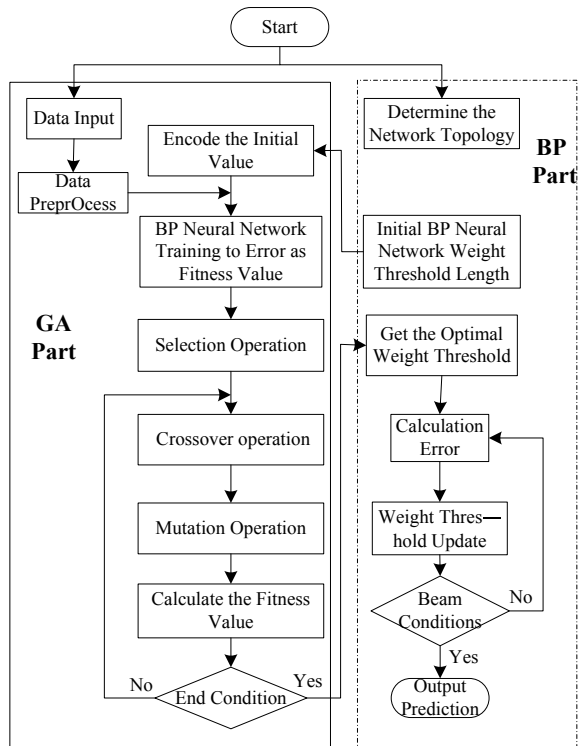 Start
Data Input
Data
PreprOcess
Encode the Initial
Value
BP Neural Network
Training to Error as
Fitness Value
GA
Part
Selection Operation
Crossover operation
Mutation Operation
Calculate the Fitness
Value
No
End Condition
Yes
Determine the
Network Topology
BP
Part
Initial BP Neural
Network Weight
Threshold Length
Get the Optimal
Weight Threshold
Calculation
Error
Weight Thres—
hold Update
Beam
Conditions
No
Yes
Output
Prediction